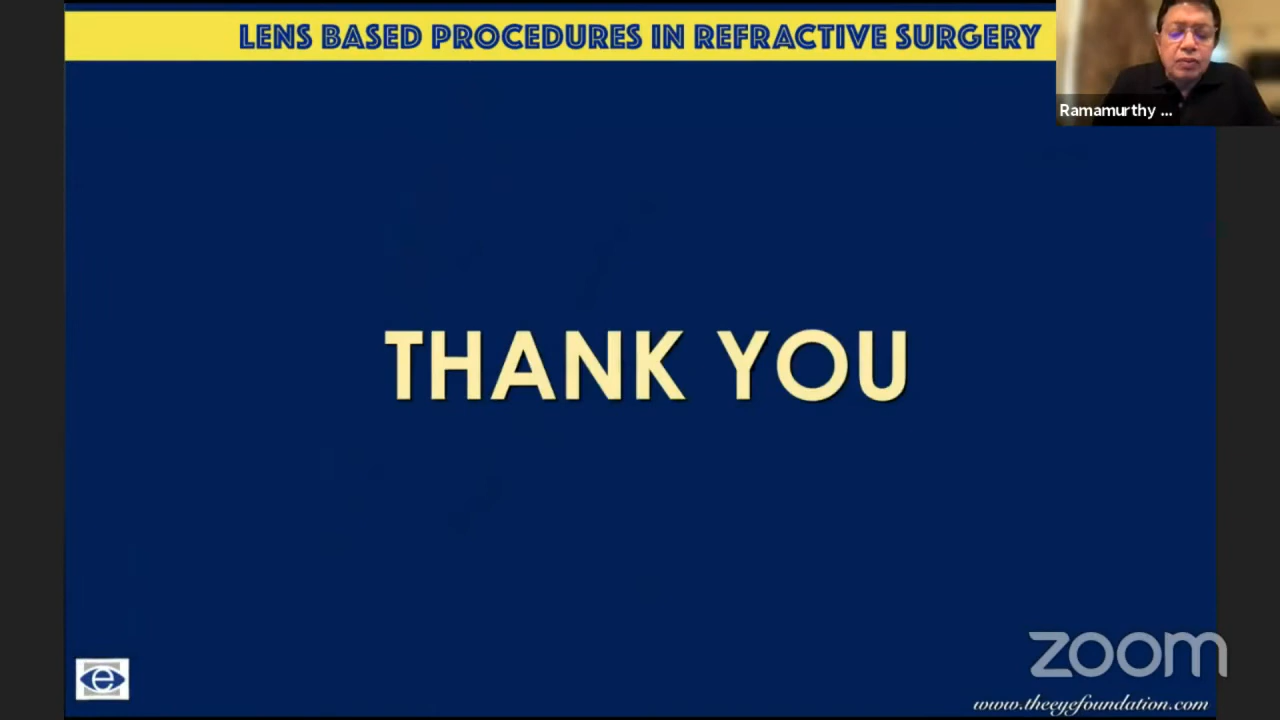 LENS BASED PROCEDURES IN REFRACTIVE SURGERY
Ramamurthy ...
THANK YOU
zoom
e
www.theeyefoundation.com